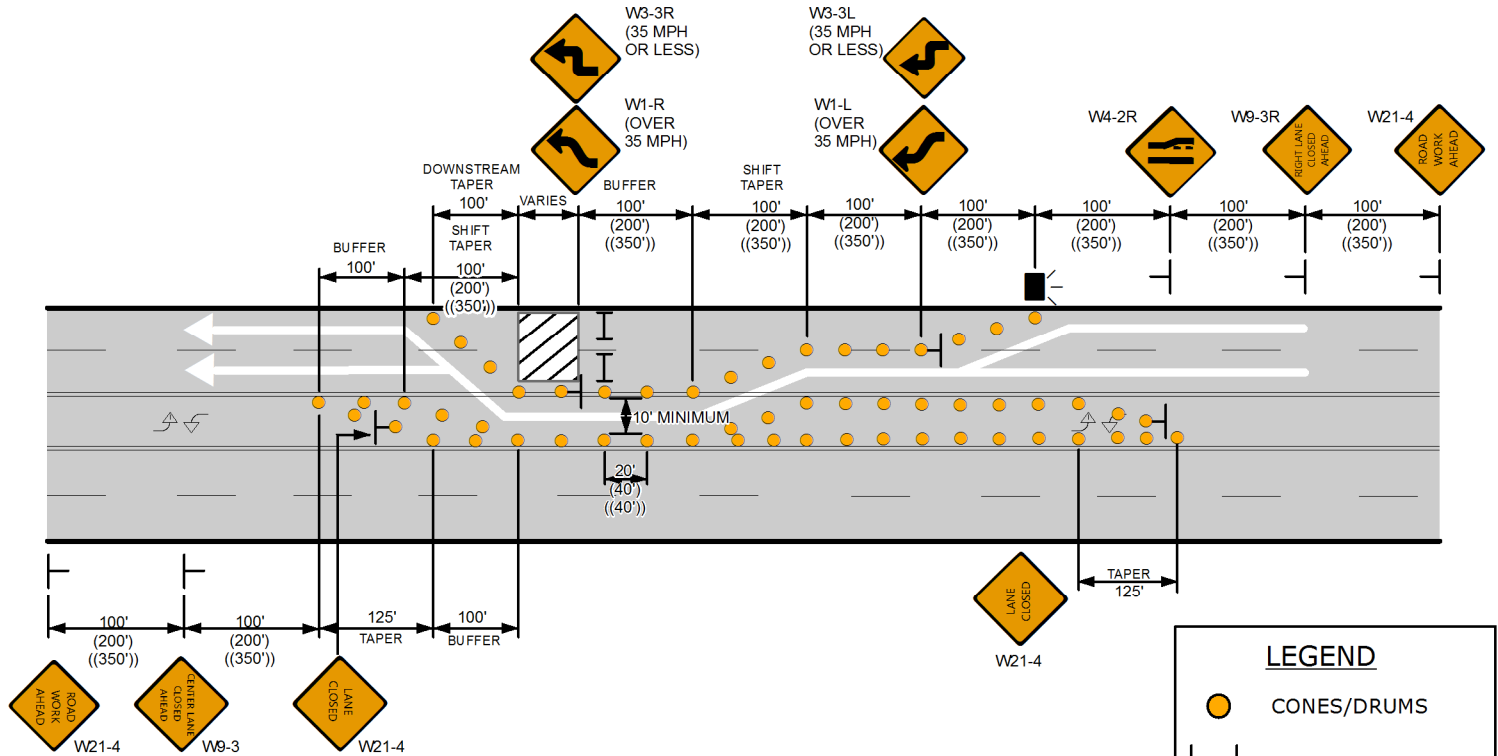 W3-3R
(35 MPH
OR LESS)
W3-3L
(35 MPH
OR LESS)
W1-R
(OVER
35 MPH)
W1-L
(OVER
35 MPH)
W4-2R
W9-3R
W21-4
RIGHT LANE
CLOSED
AHEAD
ROAD
WORK
AHEAD
DOWNSTREAM
TAPER
100'
VARIES
BUFFER
100'
(200')
((350'))
SHIFT
TAPER
100'
(200')
((350'))
100'
(200')
((350'))
100'
(200')
((350'))
100'
(200')
((350'))
100'
(200')
((350'))
100'
(200')
((350'))
BUFFER
100'
SHIFT
TAPER
100'
(200')
((350'))
10' MINIMUM
20'
(40')
((40'))
TAPER
125'
LANE
CLOSED
W21-4
100'
(200')
((350'))
100'
(200')
((350'))
125'
TAPER
100'
BUFFER
ROAD
WORK
AHEAD
W21-4
CENTER LANE
CLOSED
AHEAD
W9-3
LANE
CLOSED
W21-4
LEGEND
CONES/DRUMS